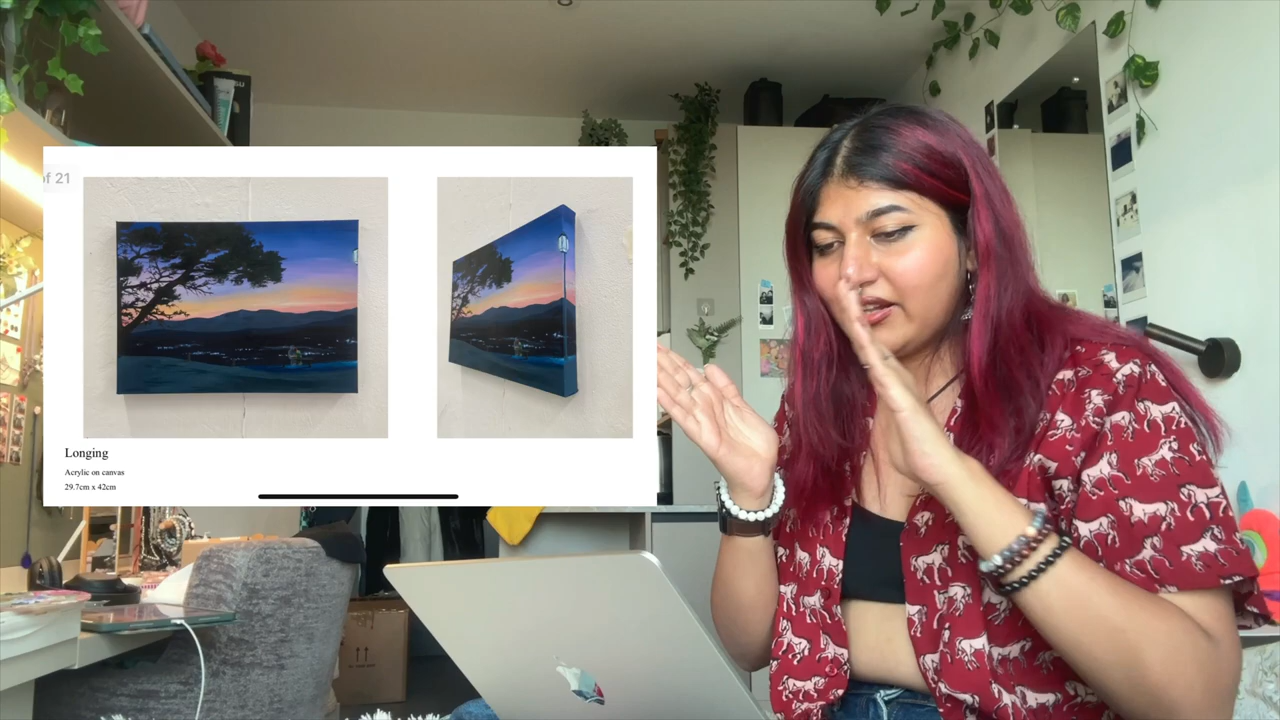 of 21
Longing
Acrylic on canvas
29.7cm x 42cm